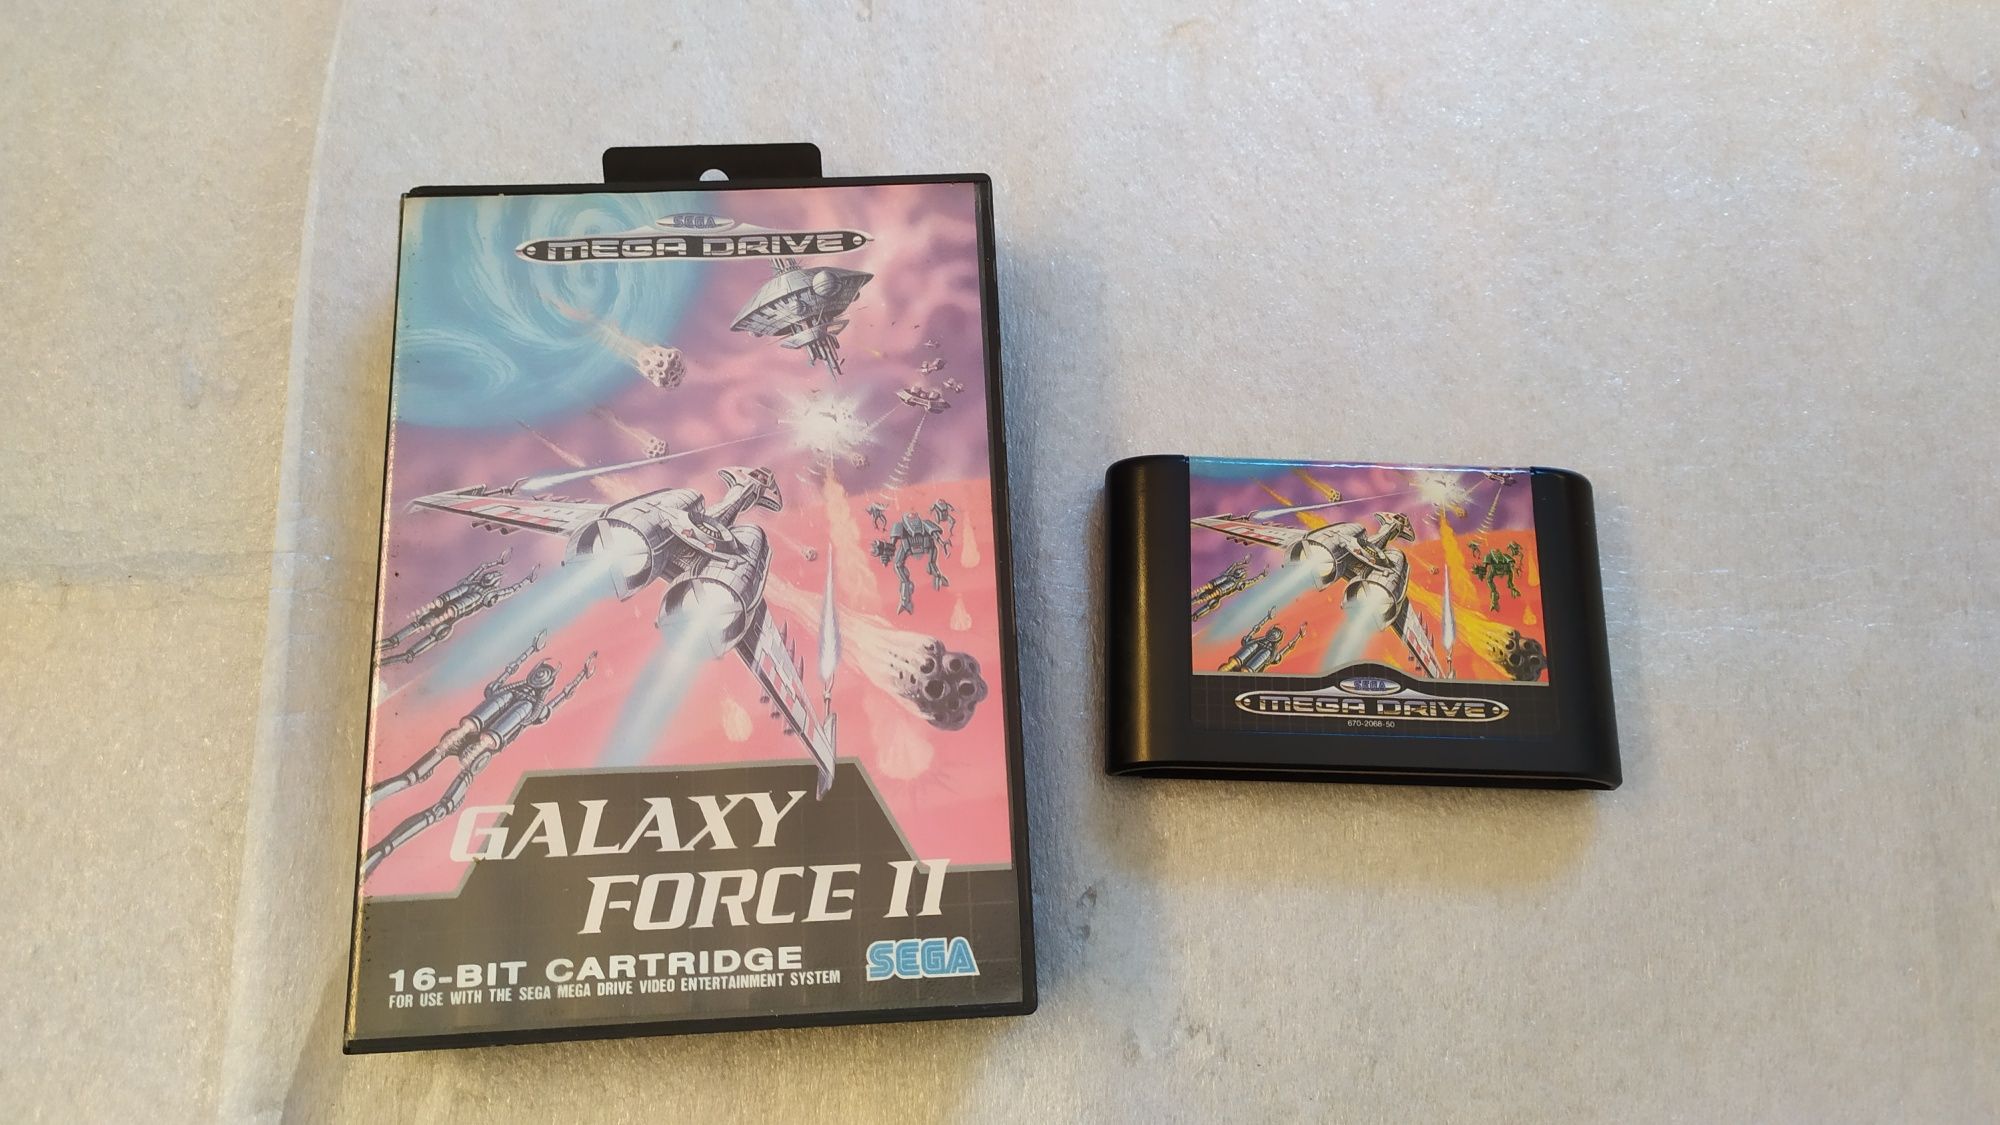 SEGA
MEGA DRIVE
GALAXY
FORCE II
16-BIT CARTRIDGE
FOR USE WITH THE SEGA MEGA DRIVE VIDEO ENTERTAINMENT SYSTEM
SEGA
SEGA
MEGA DRIVE
670-2068-50